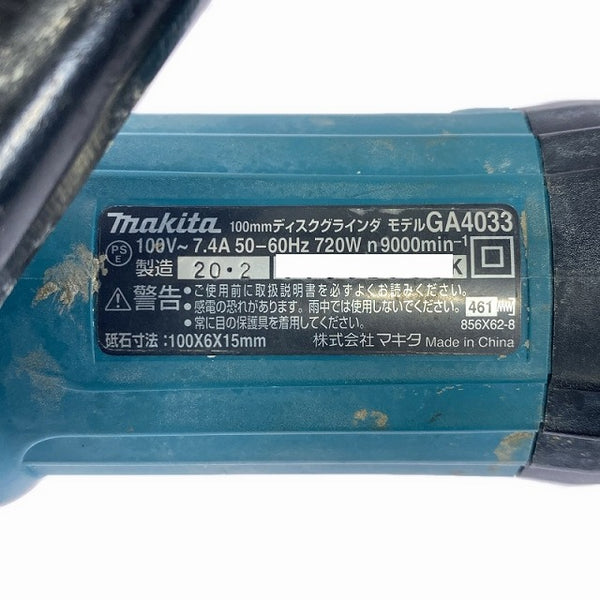 makita 100mmディスクグラインダ モデルGA4033
PS E 100V~ 7.4A 50-60Hz 720W n 9000min-1
製造 20・2 K
警告 •ご使用前に取扱説明書を必ずよくお読みください。
•感電の恐れがあります。雨中では使用しないでください。 461
•常に目の保護具を着用してください。 856X62-8
砥石寸法:100X6X15mm 株式会社マキタ Made in China